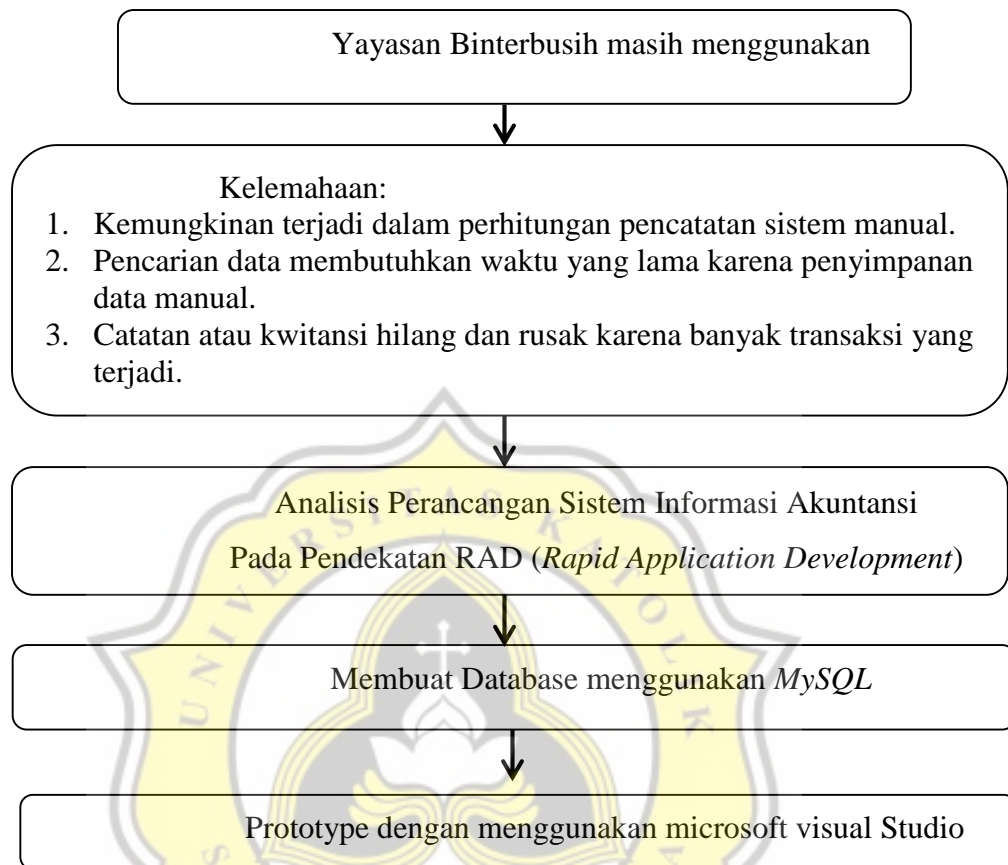 Yayasan Binterbusih masih menggunakan
Kelemahaan:
1. Kemungkinan terjadi dalam perhitungan pencatatan sistem manual.
2. Pencarian data membutuhkan waktu yang lama karena penyimpanan
data manual.
3. Catatan atau kwitansi hilang dan rusak karena banyak transaksi yang
terjadi.
Analisis Perancangan Sistem Informasi Akuntansi
Pada Pendekatan RAD (Rapid Application Development)
Membuat Database menggunakan MySQL
Prototype dengan menggunakan microsoft visual Studio
UNIVERSITAS KATOLIK